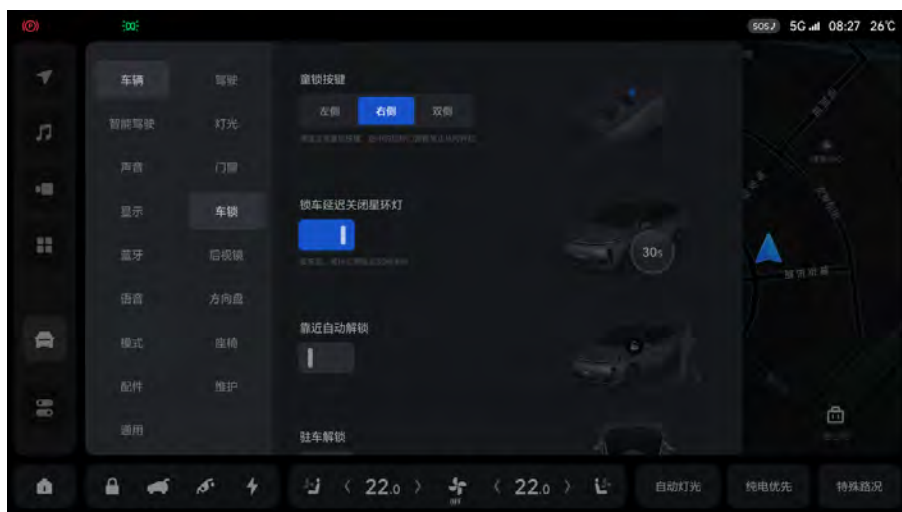 SOS
5G
08:27
26℃
车辆
智能驾驶
声音
显示
蓝牙
语音
模式
配件
通用
驾驶
灯光
门窗
车锁
后视镜
方向盘
座椅
维护
童锁按键
左侧
右侧
双侧
锁车延迟关闭星环灯
30s
靠近自动解锁
驻车解锁
22.0
OFF
22.0
自动灯光
纯电优先
特殊路况